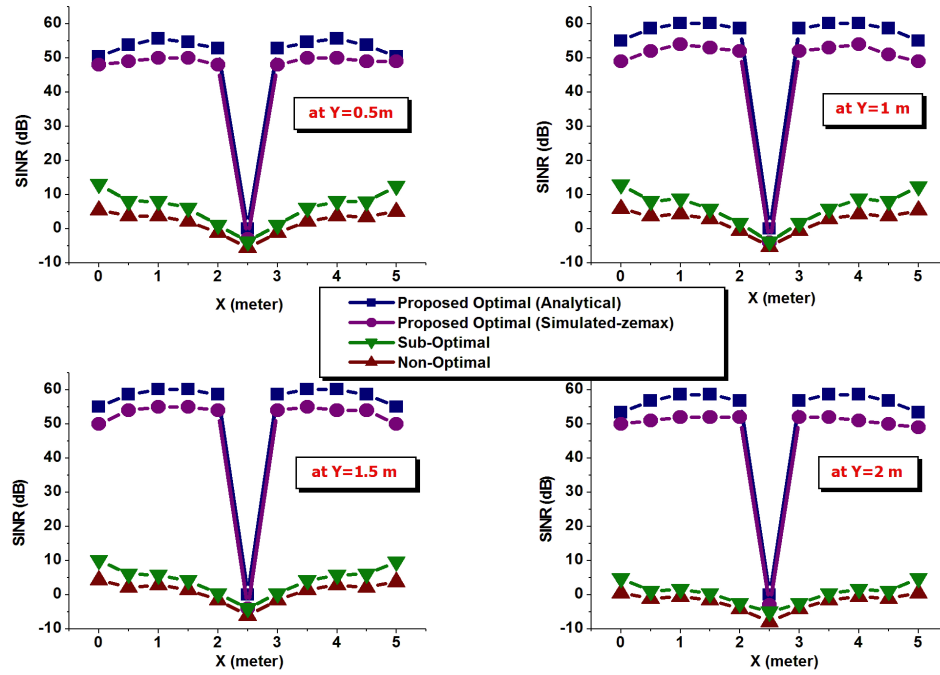 60
50
40
30
20
10
0
-10
SINR (dB)
at Y=0.5m
0 1 2 3 4 5
X (meter)
60
50
40
30
20
10
0
-10
SINR (dB)
at Y=1 m
0 1 2 3 4 5
X (meter)
Proposed Optimal (Analytical)
Proposed Optimal (Simulated-zemax)
Sub-Optimal
Non-Optimal
60
50
40
30
20
10
0
-10
SINR (dB)
at Y=1.5 m
0 1 2 3 4 5
X (meter)
60
50
40
30
20
10
0
-10
SINR (dB)
at Y=2 m
0 1 2 3 4 5
X (meter)